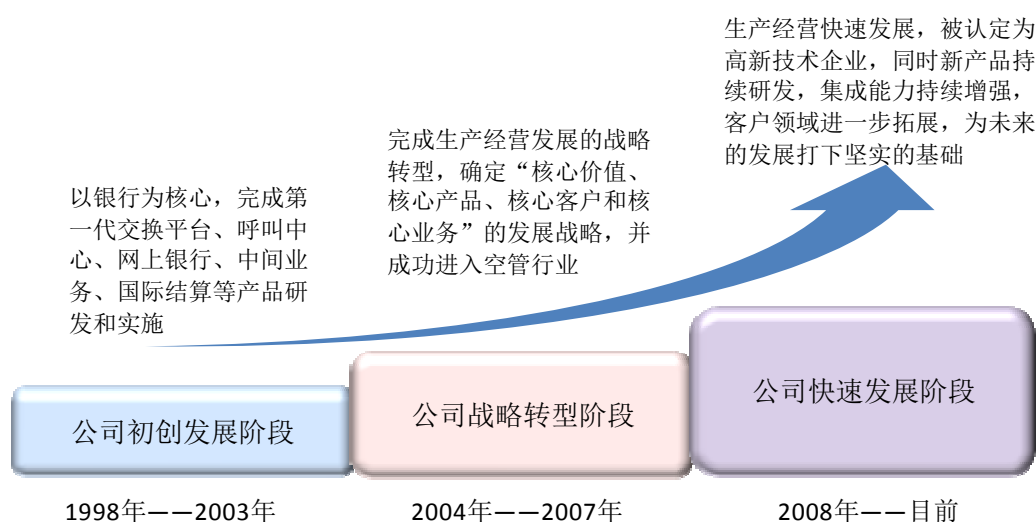 以银行为核心，完成第
一代交换平台、呼叫中
心、网上银行、中间业
务、国际结算等产品研
发和实施
完成生产经营发展的战略
转型，确定“核心价值、
核心产品、核心客户和核
心业务”的发展战略，并
成功进入空管行业
生产经营快速发展，被认定为
高新技术企业，同时新产品持
续研发，集成能力持续增强，
客户领域进一步拓展，为未来
的发展打下坚实的基础
公司初创发展阶段
公司战略转型阶段
公司快速发展阶段
1998年——2003年
2004年——2007年
2008年——目前